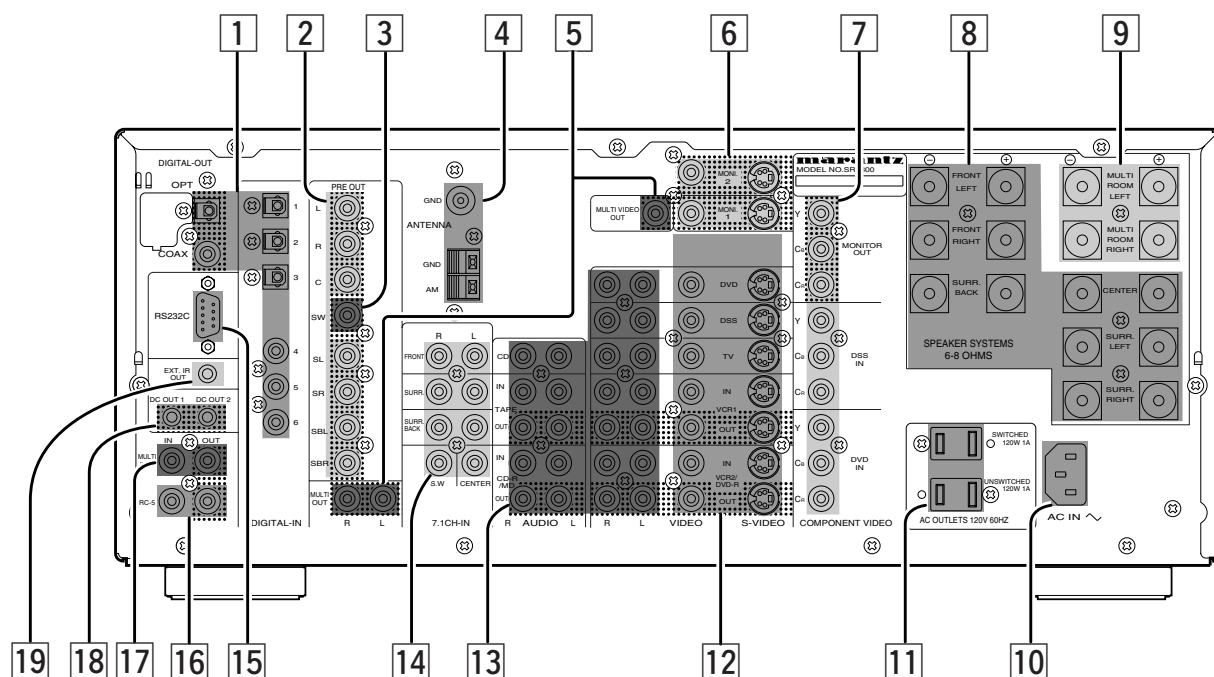 1 2 3 4 5 6 7 8 9
DIGITAL-OUT
OPT
COAX
1
2
3
4
5
6
DIGITAL-IN
RS232C
EXT. IR
OUT
DC OUT 1 DC OUT 2
IN OUT
MULTI
RC-5
PRE OUT
L
R
C
SW
SL
SR
SBL
SBR
MULTI
OUT
R L
GND
ANTENNA
GND
AM
R L
FRONT
SURR.
SURR.
BACK
S.W CENTER
7.1CH-IN
CD
IN
TAPE
OUT
IN
CD-R
/MD
OUT
R AUDIO L
MULTI VIDEO
OUT
MONI.
2
MONI.
1
DVD
DSS
TV
IN
VCR1
OUT
IN
VCR2/
DVD-R
OUT
R L VIDEO S-VIDEO
marantz
Y
CB
CR
MONITOR
OUT
Y
CB
CR
DSS
IN
Y
CB
CR
DVD
IN
COMPONENT VIDEO
− +
FRONT
LEFT
FRONT
RIGHT
SURR.
BACK
SPEAKER SYSTEMS
6-8 OHMS
− +
MULTI
ROOM
LEFT
MULTI
ROOM
RIGHT
CENTER
SURR.
LEFT
SURR.
RIGHT
SWITCHED
120W 1A
UNSWITCHED
120W 1A
AC OUTLETS 120V 60HZ
AC IN ~
19 18 17 16 15 14 13 12 11 10